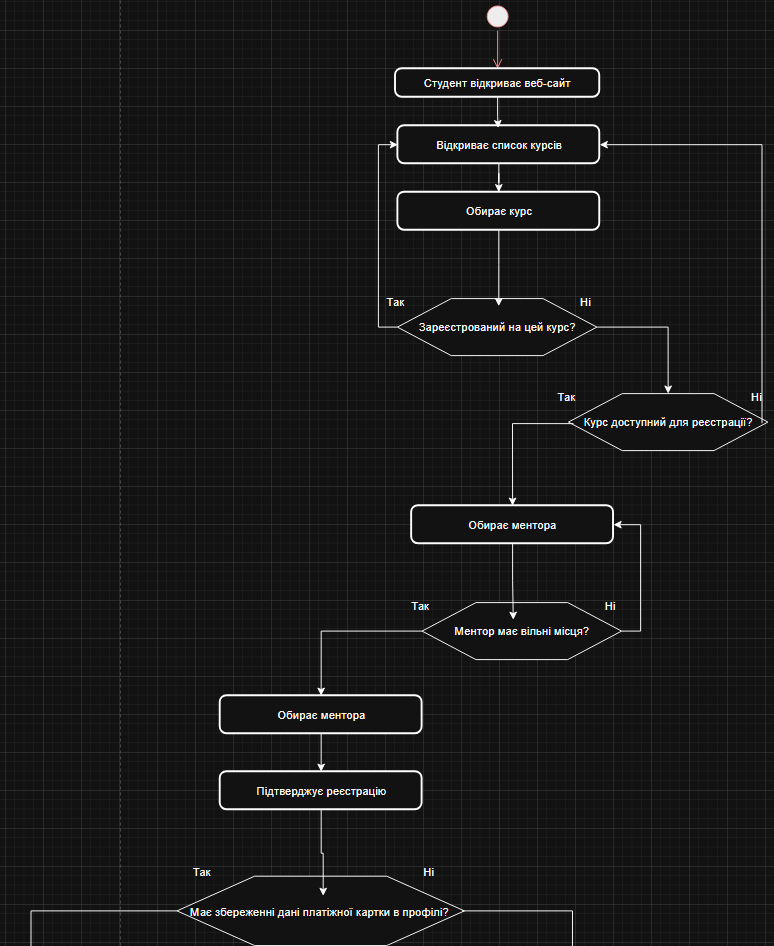 Студент відкриває веб-сайт
Відкриває список курсів
Обирає курс
Так
Ні
Зареєстрований на цей курс?
Так
Ні
Курс доступний для реєстрації?
Обирає ментора
Так
Ні
Ментор має вільні місця?
Обирає ментора
Підтверджує реєстрацію
Так
Ні
Має збереженні дані платіжної картки в профілі?